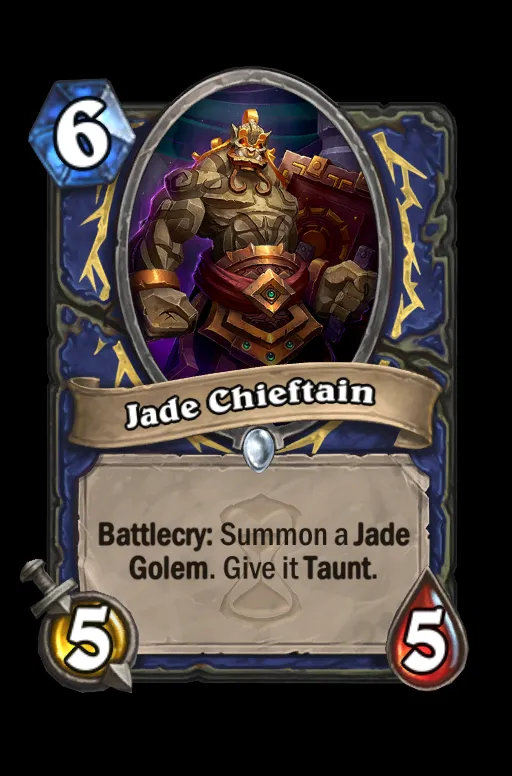 6
Jade Chieftain
Battlecry: Summon a Jade
Golem. Give it Taunt.
5
5